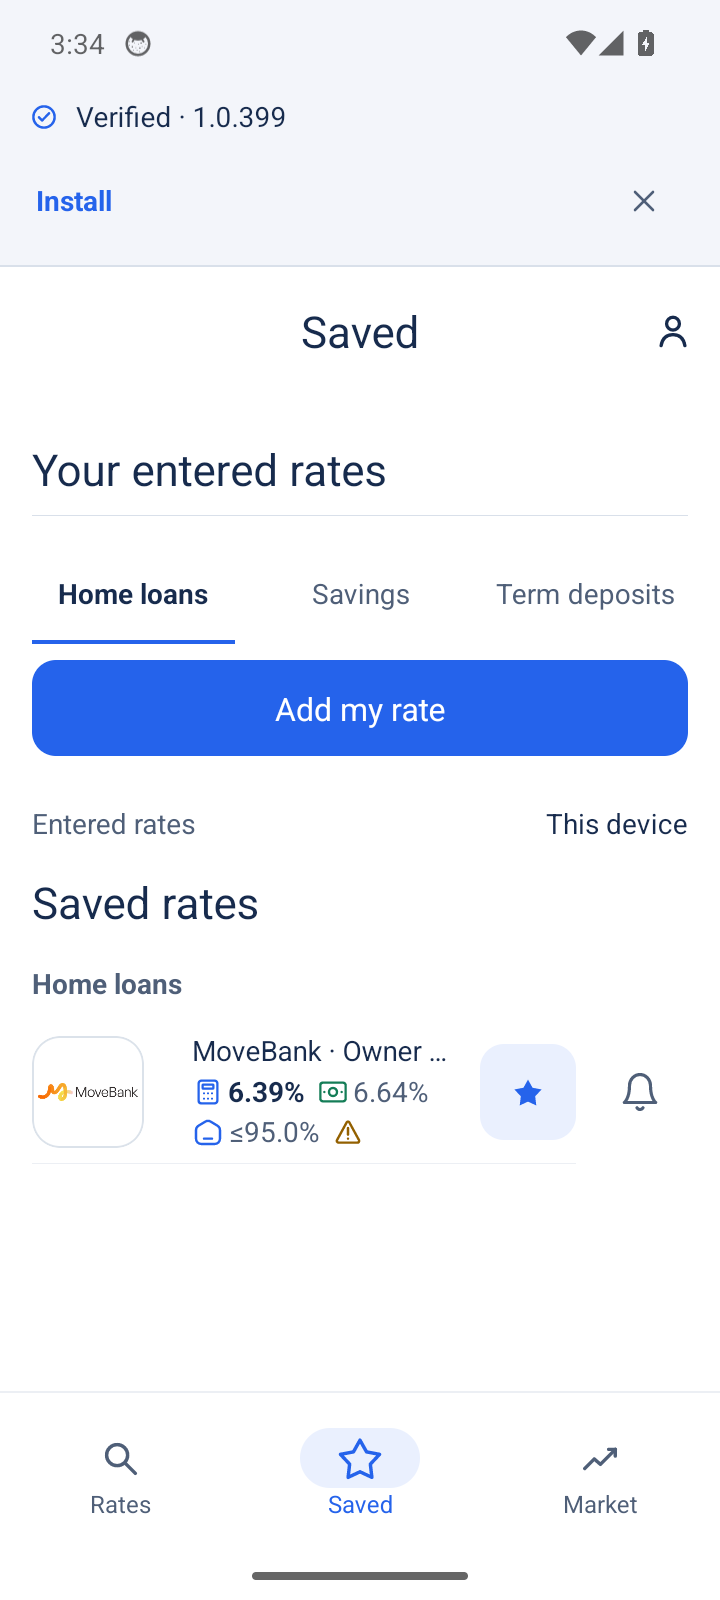 3:34
Verified · 1.0.399
Install
Saved
Your entered rates
Home loans
Savings
Term deposits
Add my rate
Entered rates
This device
Saved rates
Home loans
MoveBank
MoveBank · Owner ...
6.39% 6.64%
≤95.0%
Rates
Saved
Market